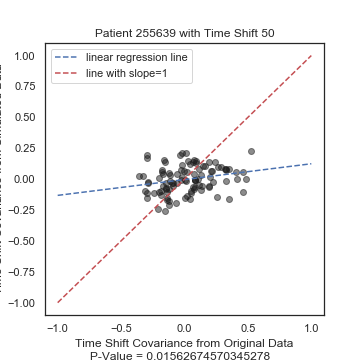 Patient 255639 with Time Shift 50
linear regression line
line with slope=1
1.00
0.75
0.50
0.25
0.00
−0.25
−0.50
−0.75
−1.00
−1.0
−0.5
0.0
0.5
1.0
Time Shift Covariance from Original Data
P-Value = 0.01562674570345278